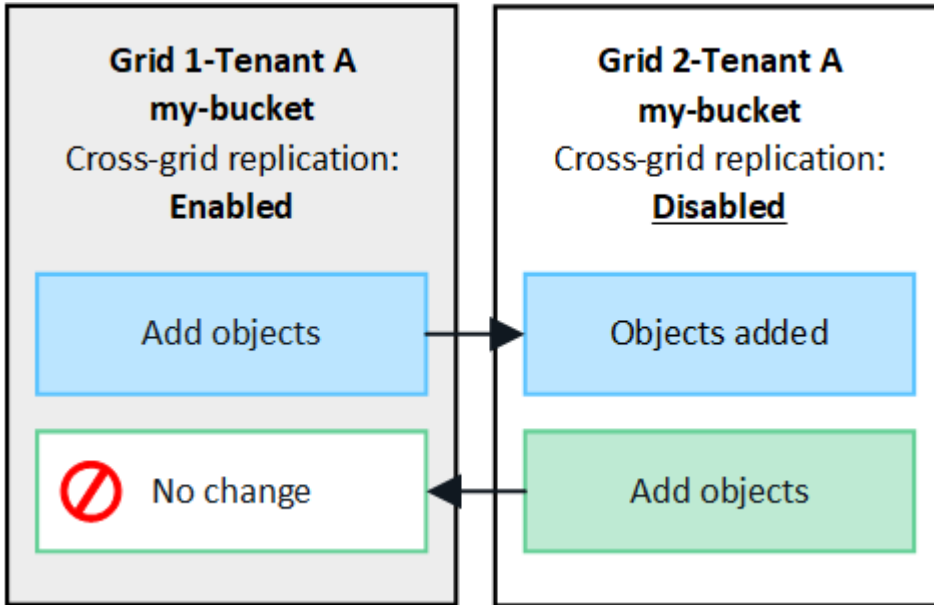 Grid 1-Tenant A
my-bucket
Cross-grid replication:
Enabled
Add objects
No change
Grid 2-Tenant A
my-bucket
Cross-grid replication:
Disabled
Objects added
Add objects